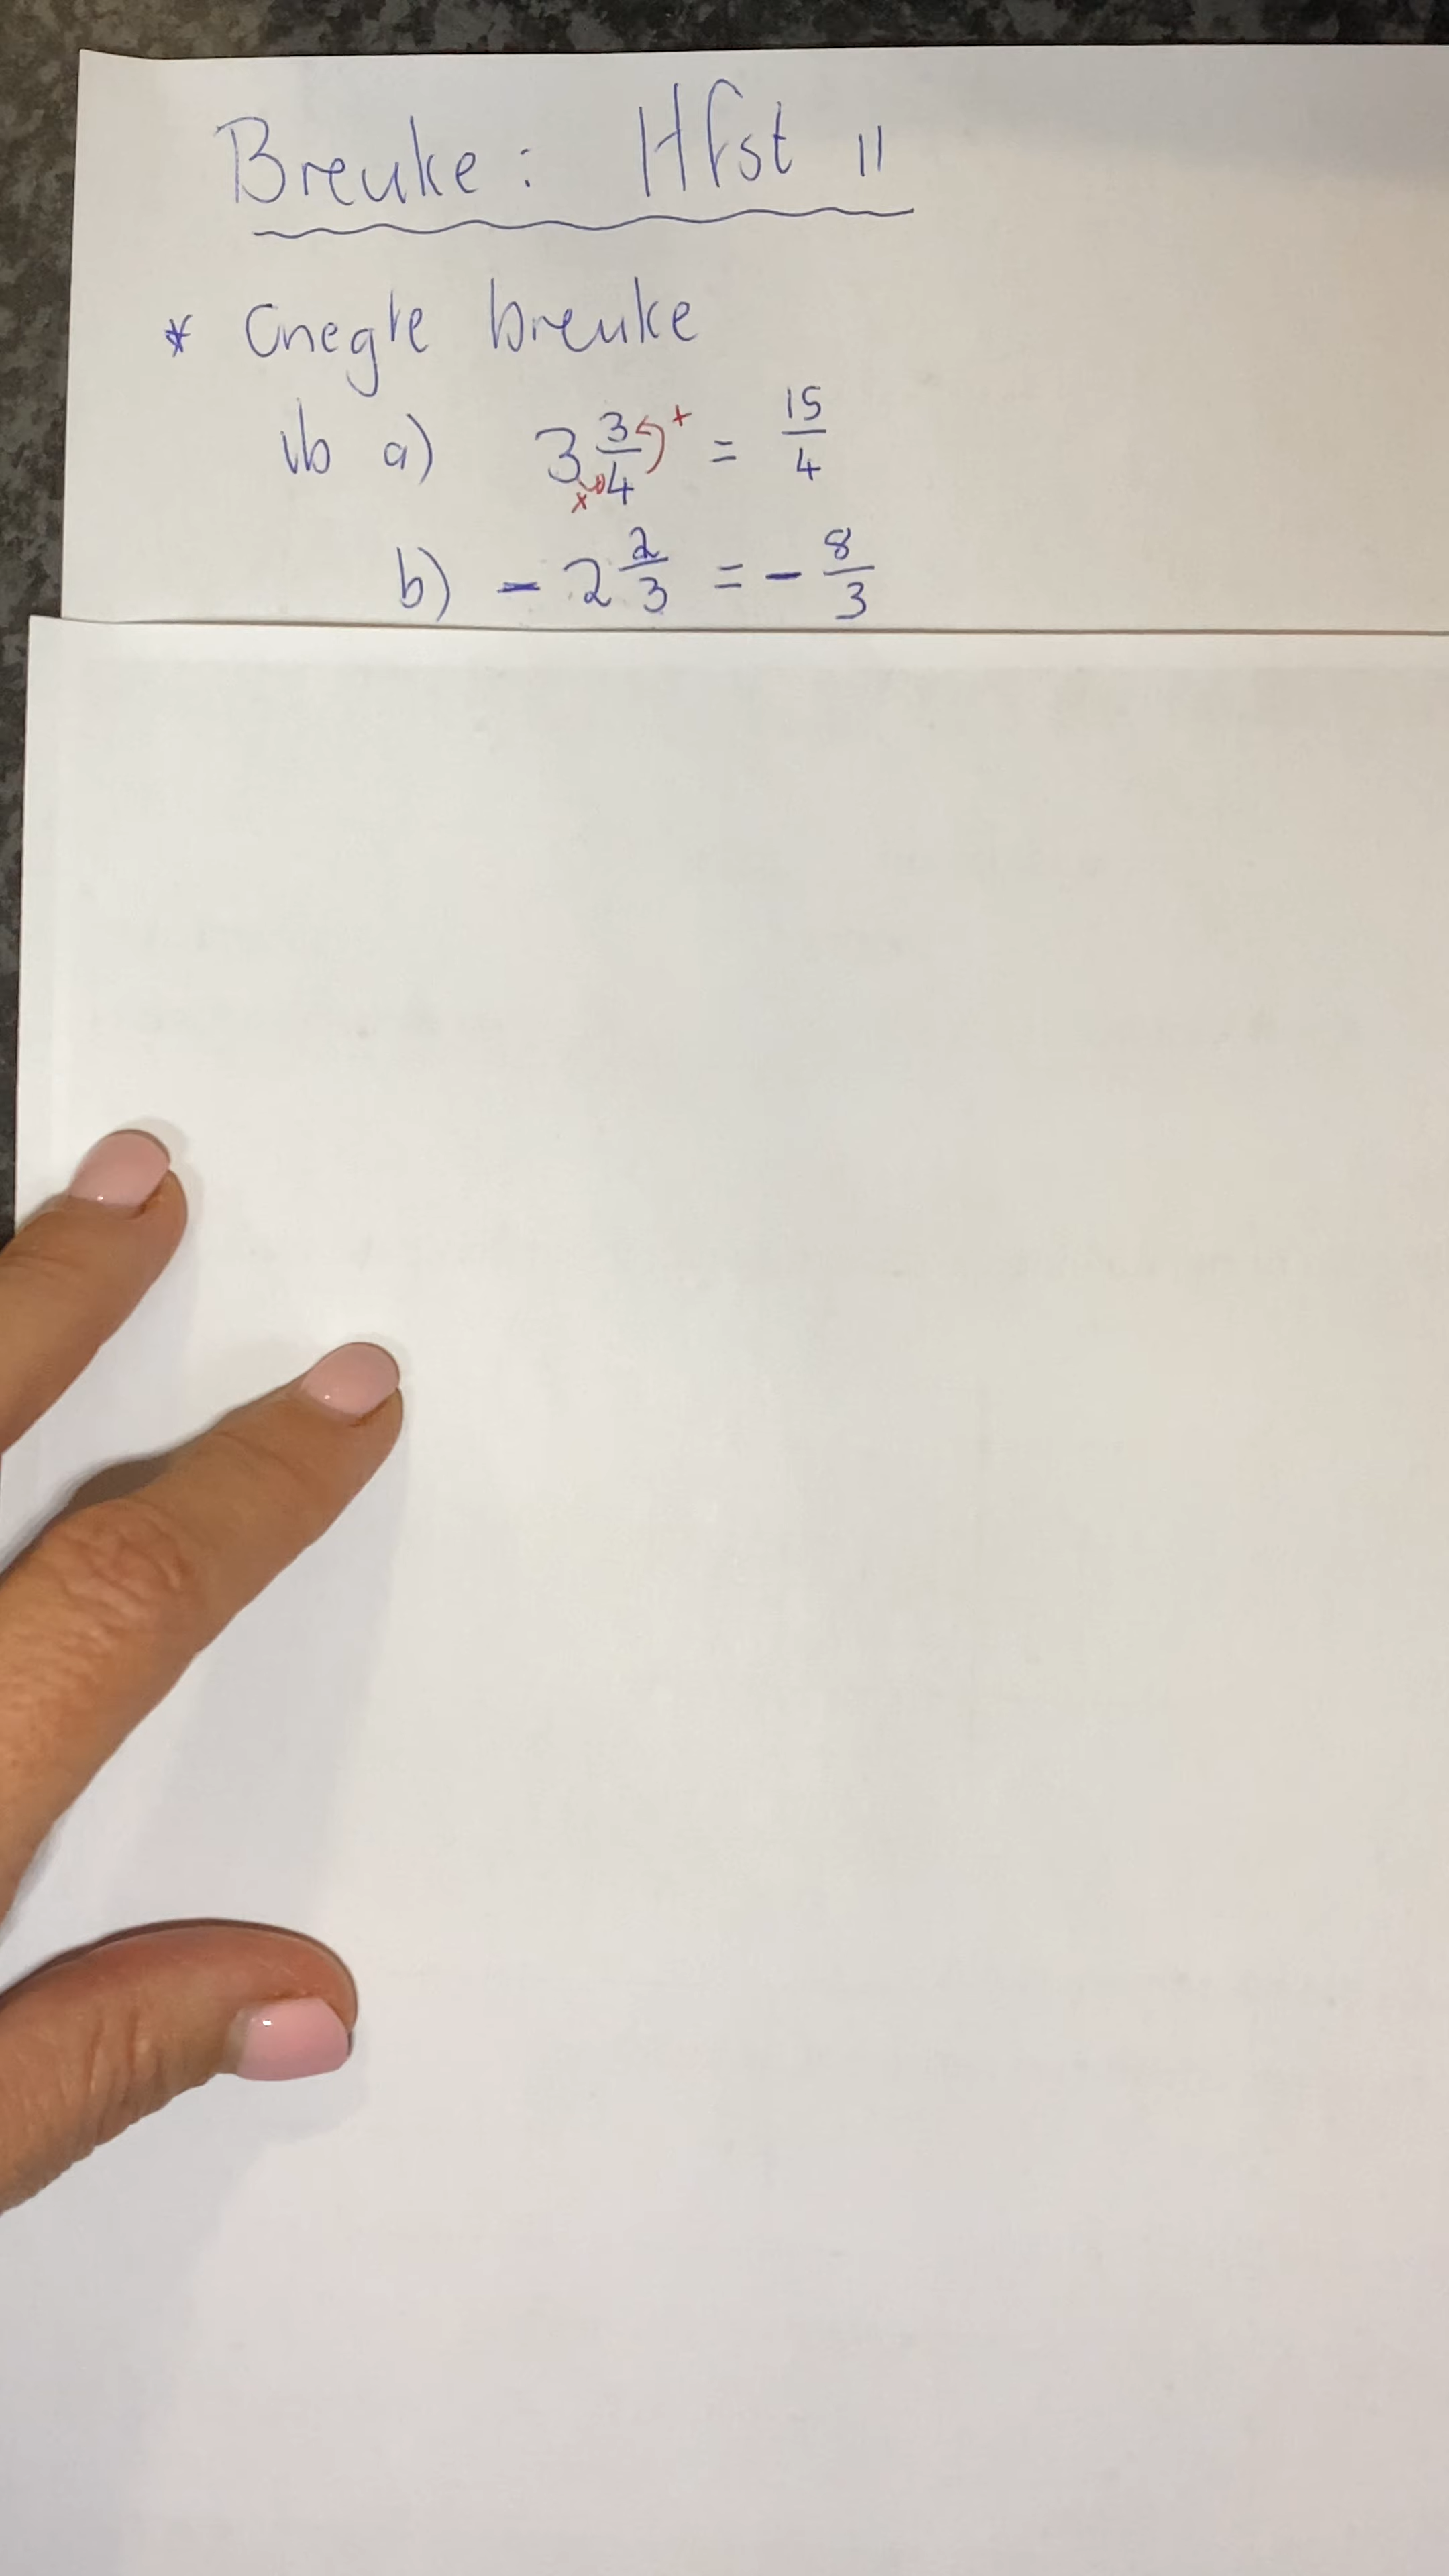 Breuke: Hfst 11
* Onegte breuke
Vb a) 3 3/4 = 15/4
x +
b) - 2 2/3 = - 8/3